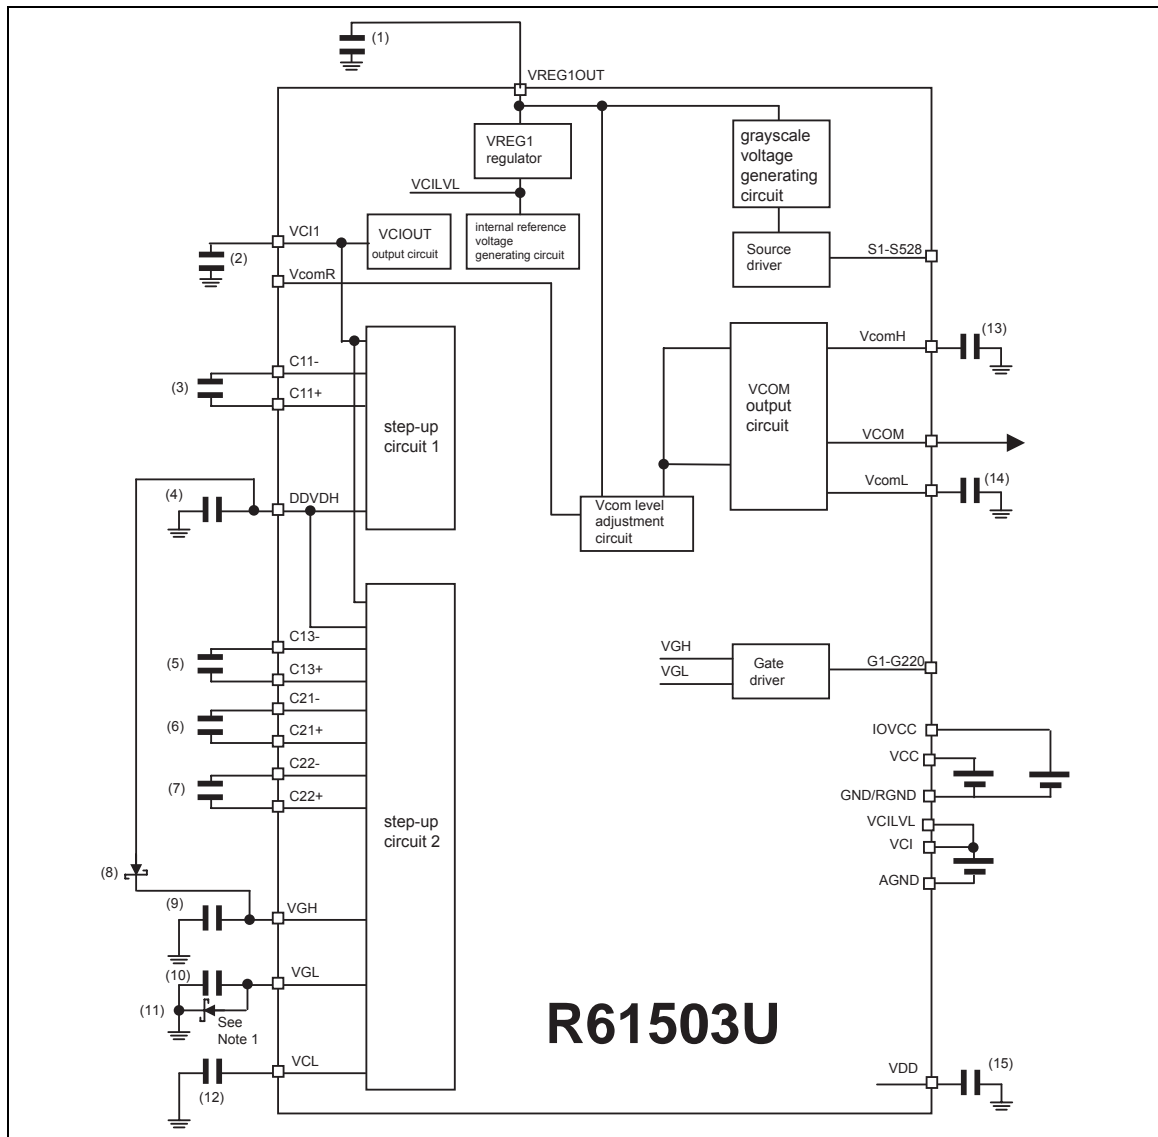 (1)
VREG1OUT
VREG1
regulator
grayscale
voltage
generating
circuit
VCILVL
VCI1
VCIOUT
output circuit
internal reference
voltage
generating circuit
Source
driver
S1-S528
(2)
VcomR
(3)
C11-
C11+
step-up
circuit 1
VCOM
output
circuit
VcomH
(13)
VCOM
VcomL
(14)
(4)
DDVDH
Vcom level
adjustment
circuit
(5)
C13-
C13+
(6)
C21-
C21+
(7)
C22-
C22+
step-up
circuit 2
VGH
VGL
Gate
driver
G1-G220
IOVCC
VCC
GND/RGND
VCILVL
VCI
AGND
(8)
(9)
VGH
(10)
VGL
(11)
See
Note 1
(12)
VCL
R61503U
VDD
(15)